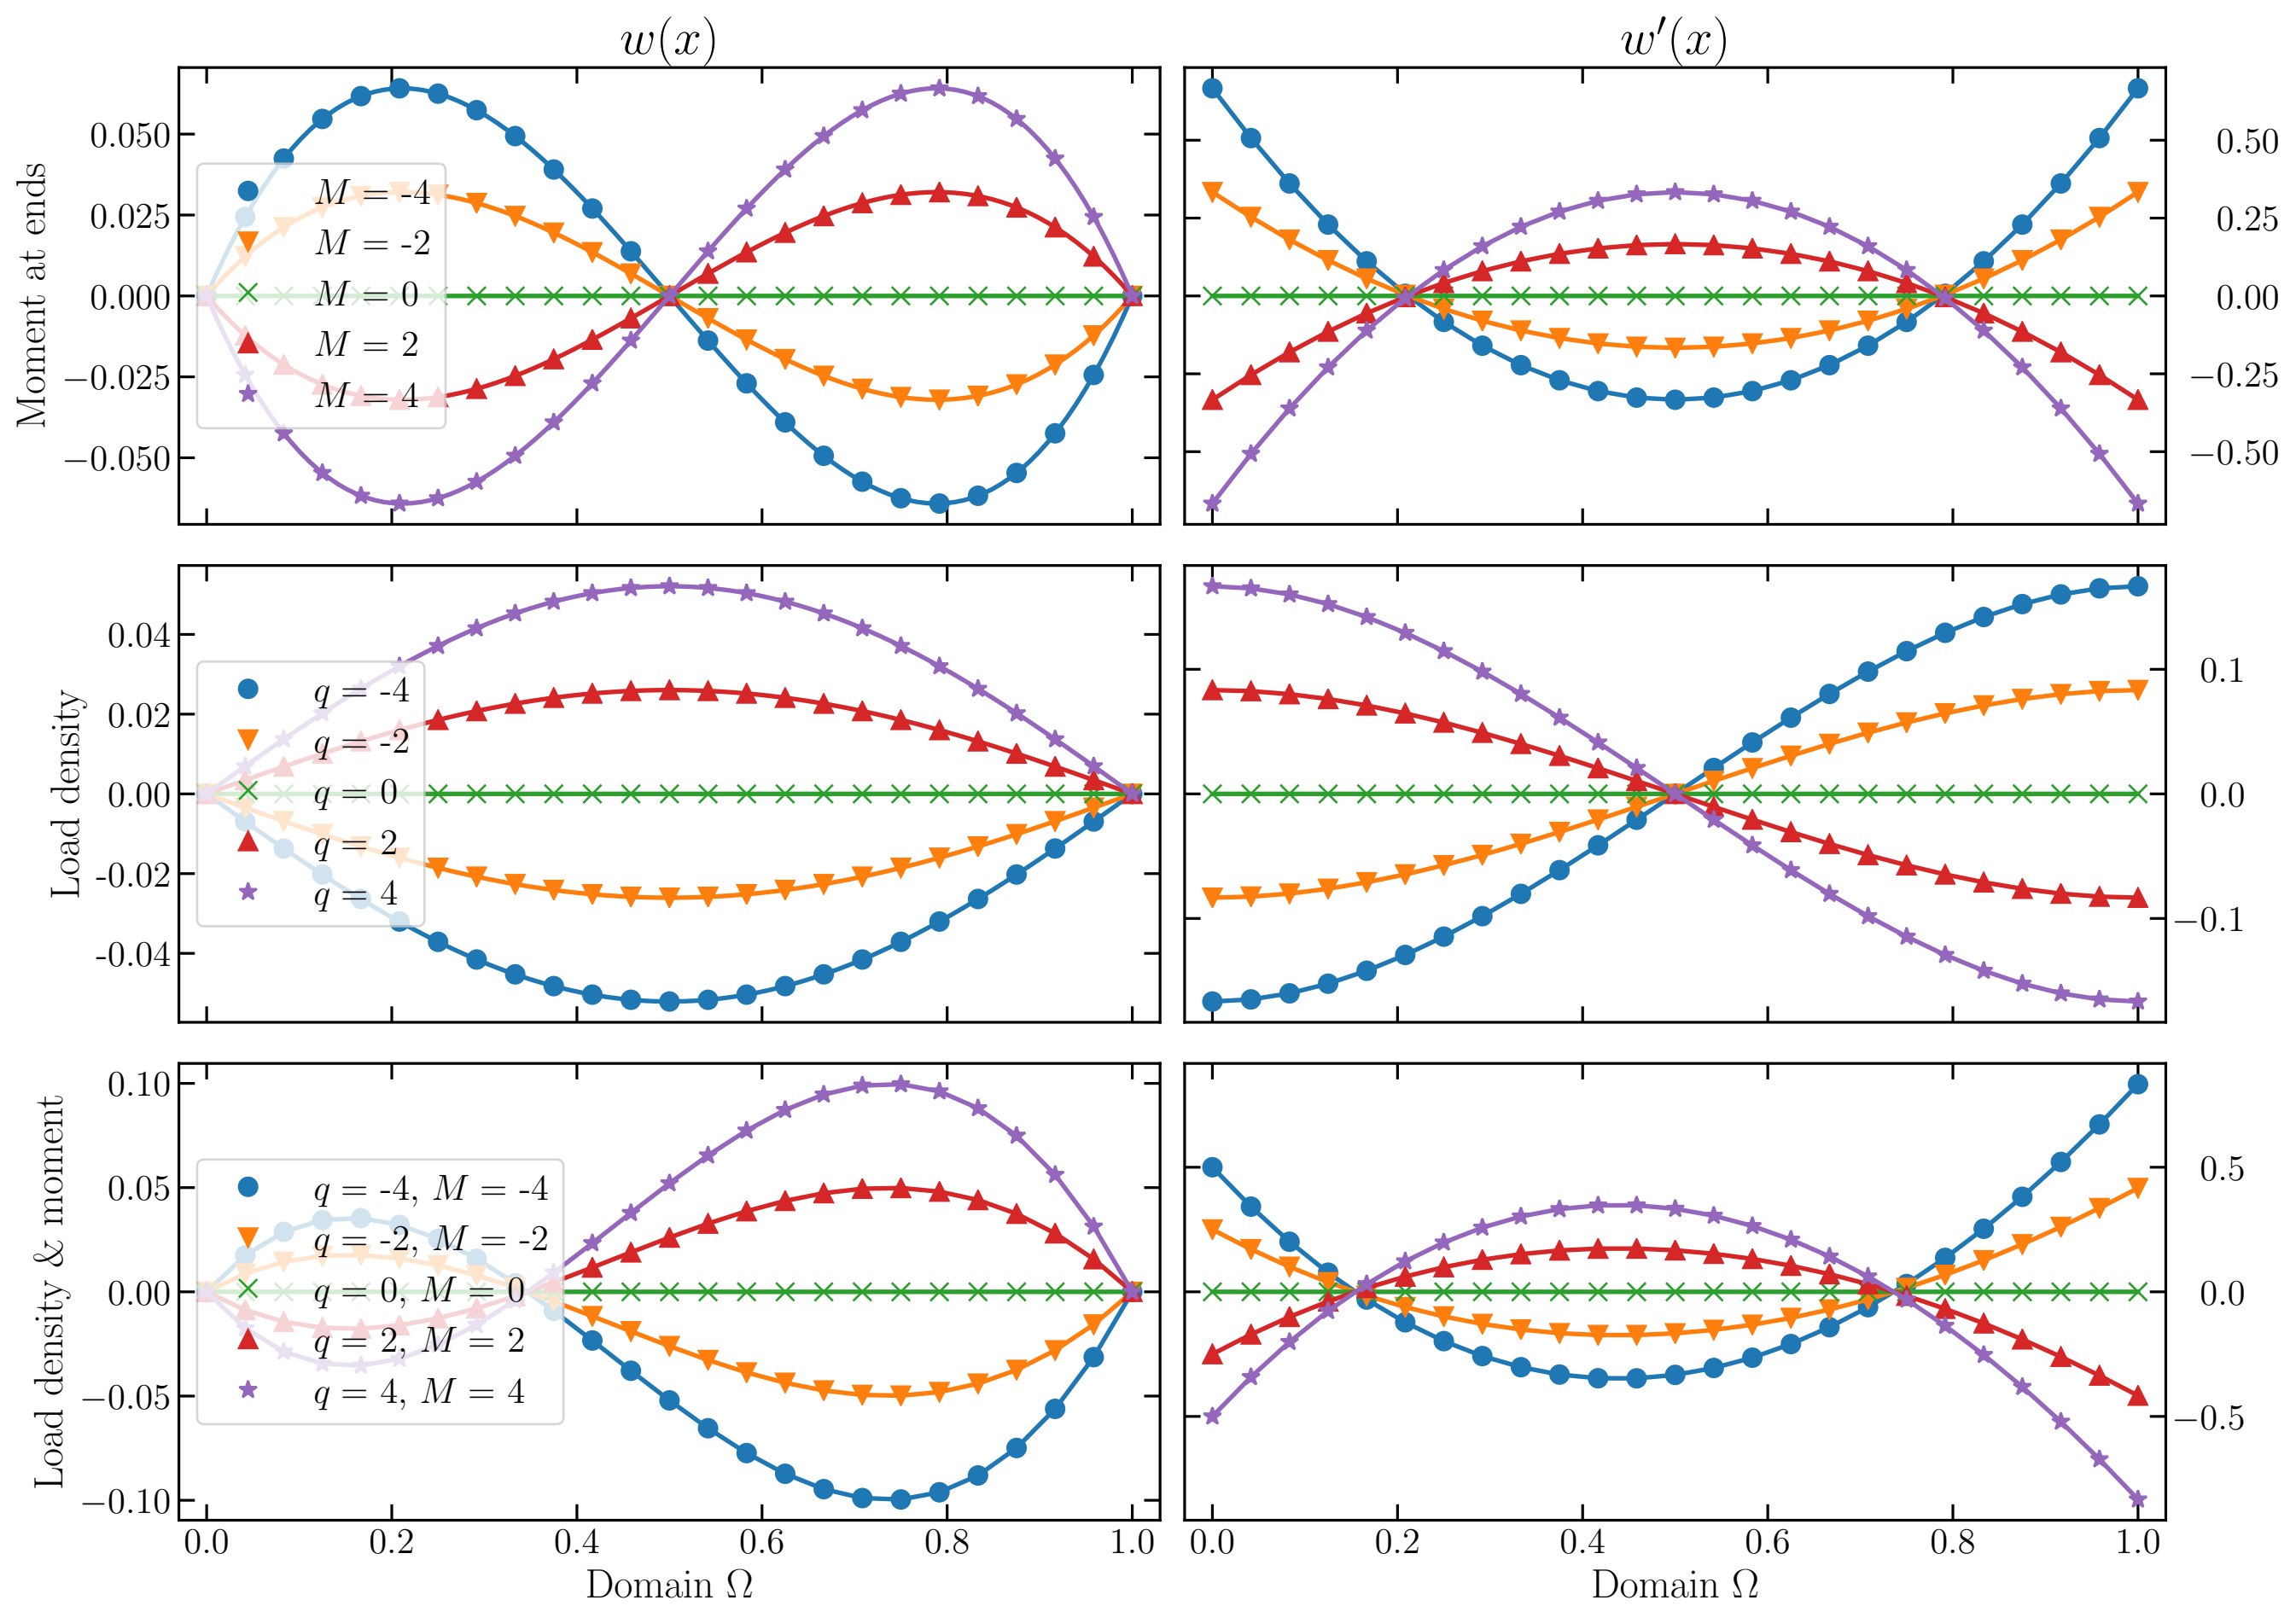 w(x)
w′(x)
Moment at ends
0.050
0.025
0.000
−0.025
−0.050
M = -4
M = -2
M = 0
M = 2
M = 4
0.50
0.25
0.00
−0.25
−0.50
Load density
0.04
0.02
0.00
-0.02
-0.04
q = -4
q = -2
q = 0
q = 2
q = 4
0.1
0.0
−0.1
Load density & moment
0.10
0.05
0.00
−0.05
−0.10
q = -4, M = -4
q = -2, M = -2
q = 0, M = 0
q = 2, M = 2
q = 4, M = 4
0.5
0.0
−0.5
0.0 0.2 0.4 0.6 0.8 1.0
0.0 0.2 0.4 0.6 0.8 1.0
Domain Ω
Domain Ω